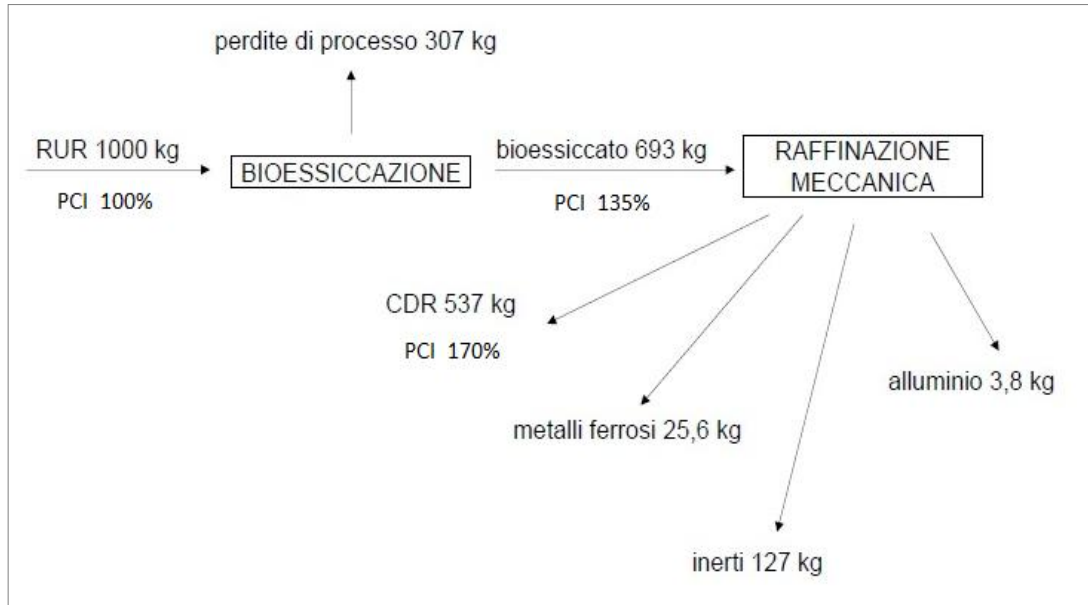 perdite di processo 307 kg
RUR 1000 kg
PCI 100%
BIOESSICCAZIONE
bioessiccato 693 kg
PCI 135%
RAFFINAZIONE
MECCANICA
CDR 537 kg
PCI 170%
alluminio 3,8 kg
metalli ferrosi 25,6 kg
inerti 127 kg